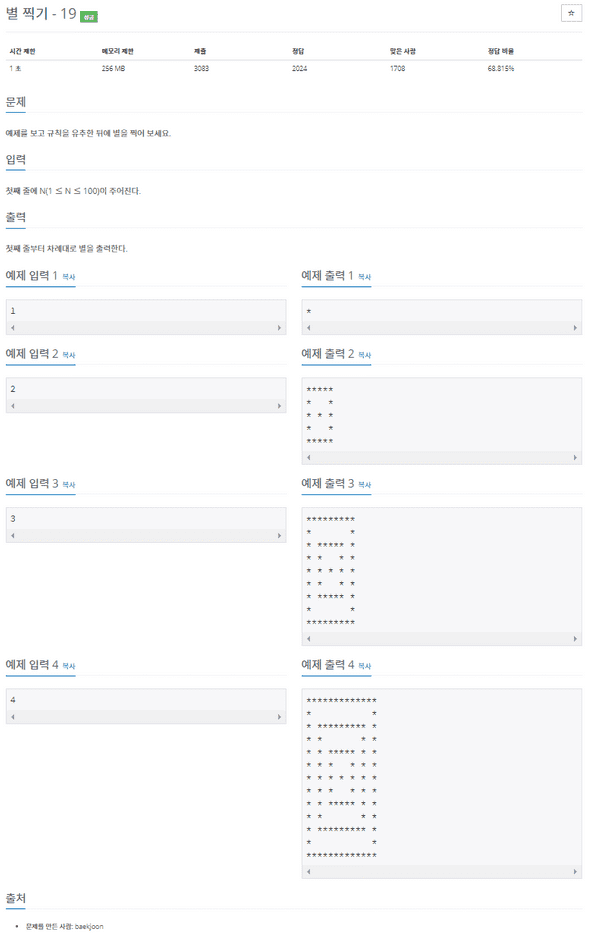 별 찍기 - 19 성공
☆
시간 제한 메모리 제한 제출 정답 맞은 사람 정답 비율
1 초 256 MB 3083 2024 1708 68.815%
문제
예제를 보고 규칙을 유추한 뒤에 별을 찍어 보세요.
입력
첫째 줄에 N(1 ≤ N ≤ 100)이 주어진다.
출력
첫째 줄부터 차례대로 별을 출력한다.
예제 입력 1 복사
1
예제 출력 1 복사
*
예제 입력 2 복사
2
예제 출력 2 복사
*****
*   *
* * *
*   *
*****
예제 입력 3 복사
3
예제 출력 3 복사
*********
*       *
* ***** *
* *   * *
* * * * *
* *   * *
* ***** *
*       *
*********
예제 입력 4 복사
4
예제 출력 4 복사
*************
*           *
* ********* *
* *       * *
* * ***** * *
* * *   * * *
* * * * * * *
* * *   * * *
* * ***** * *
* *       * *
* ********* *
*           *
*************
출처
• 문제를 만든 사람: baekjoon